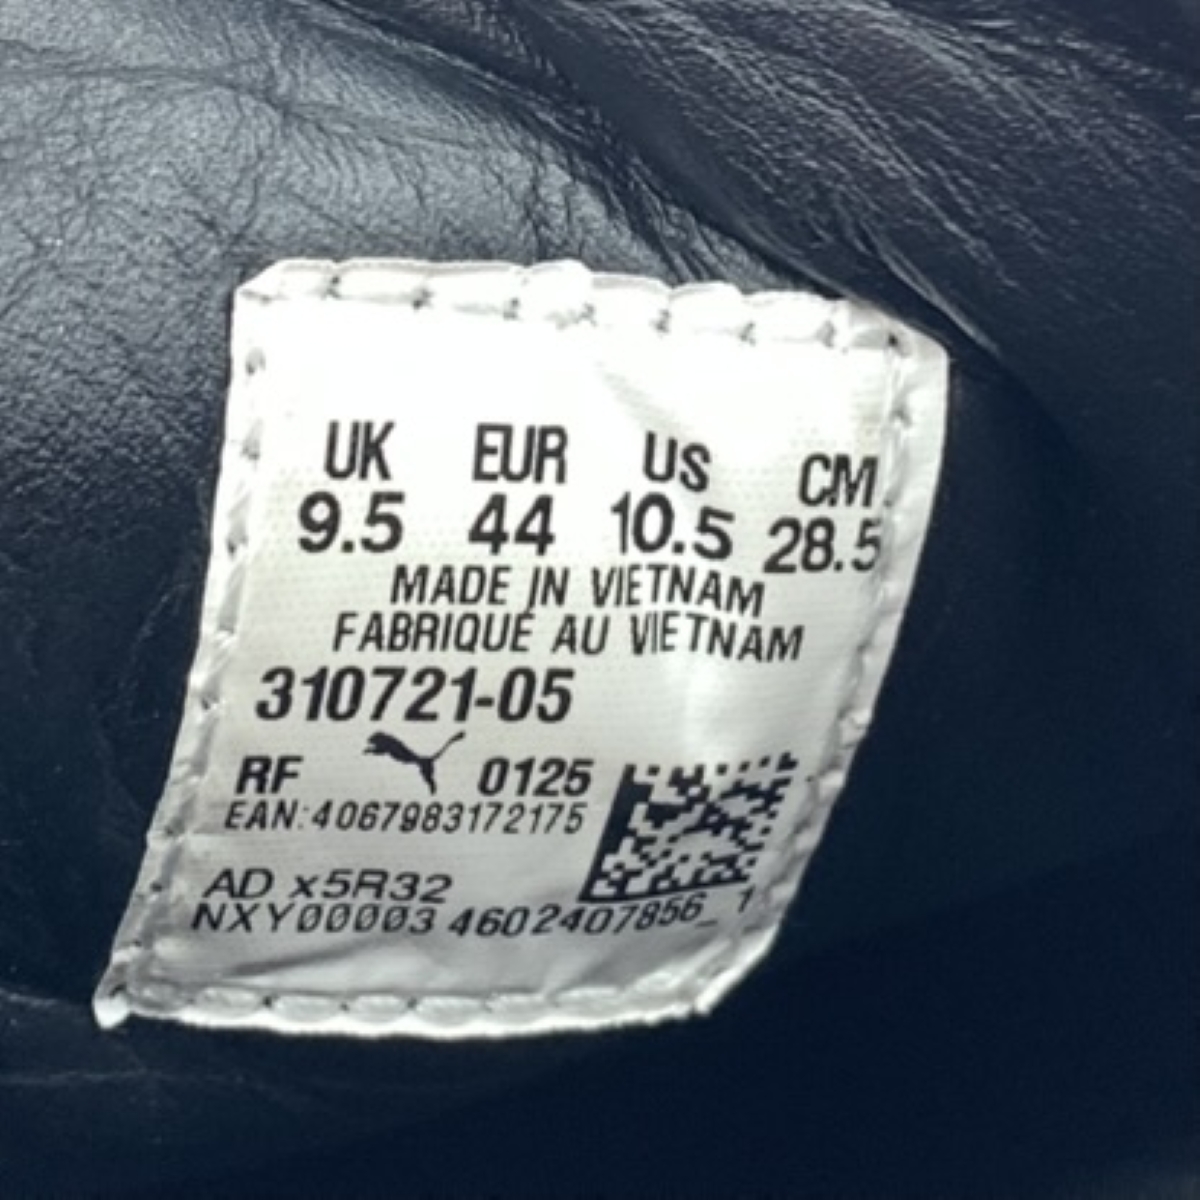 UK EUR US CM
9.5 44 10.5 28.5
MADE IN VIETNAM
FABRIQUÉ AU VIETNAM
310721-05
RF 0125
EAN:4067983172175
AD x5R32
NXY00003 4602407856_1